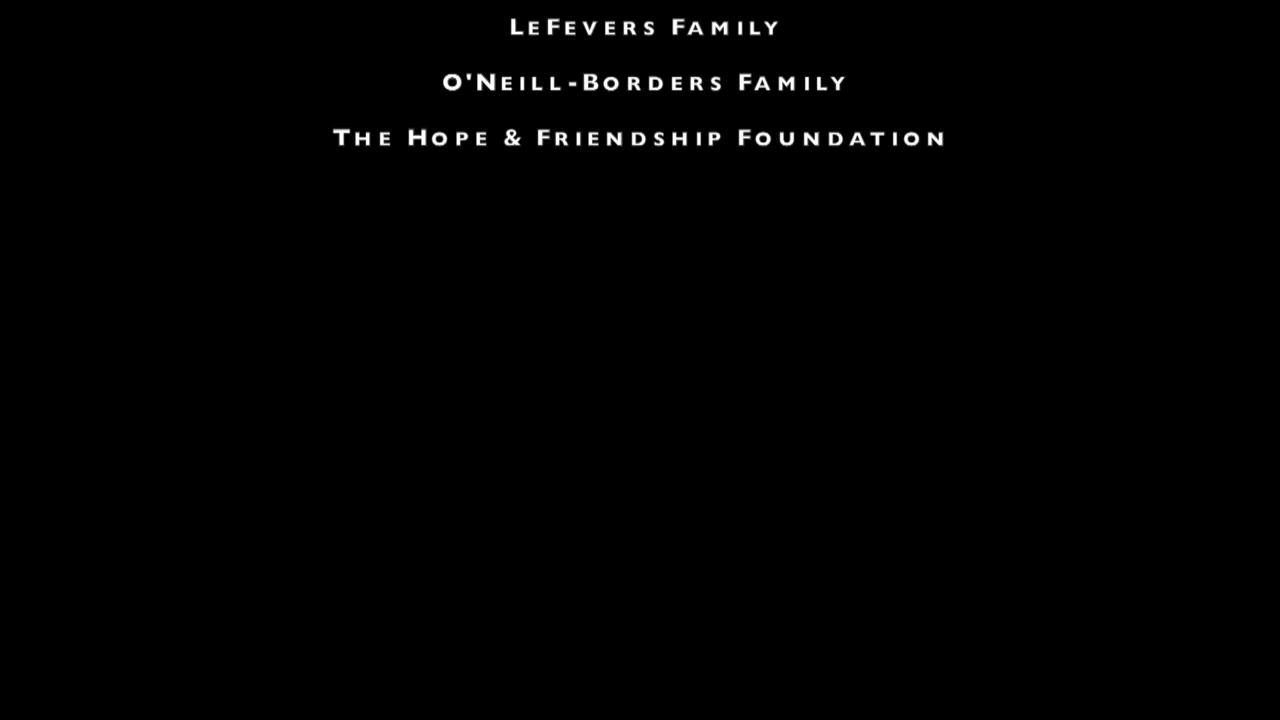 LeFevers Family
O'Neill-Borders Family
The Hope & Friendship Foundation